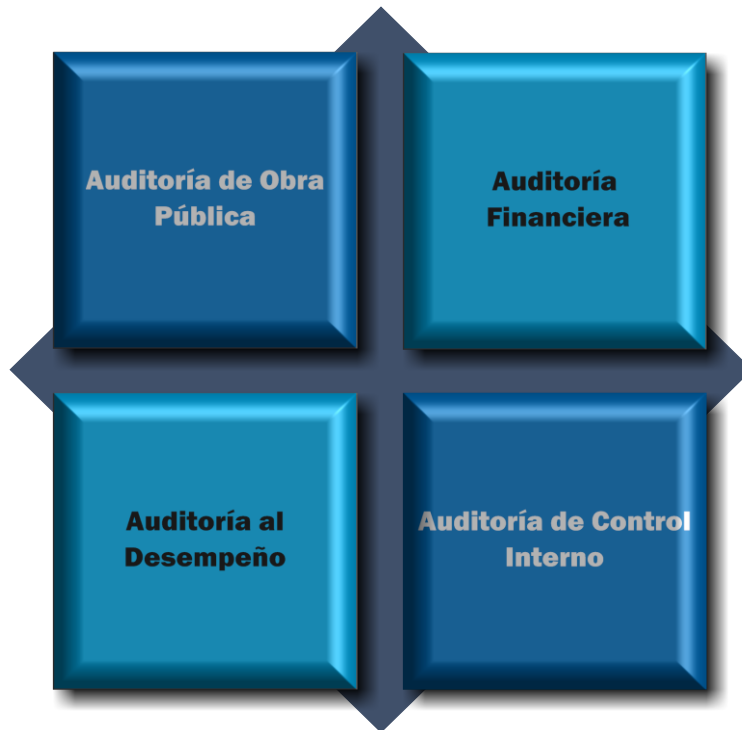 Auditoría de Obra
Pública
Auditoría
Financiera
Auditoría al
Desempeño
Auditoría de Control
Interno